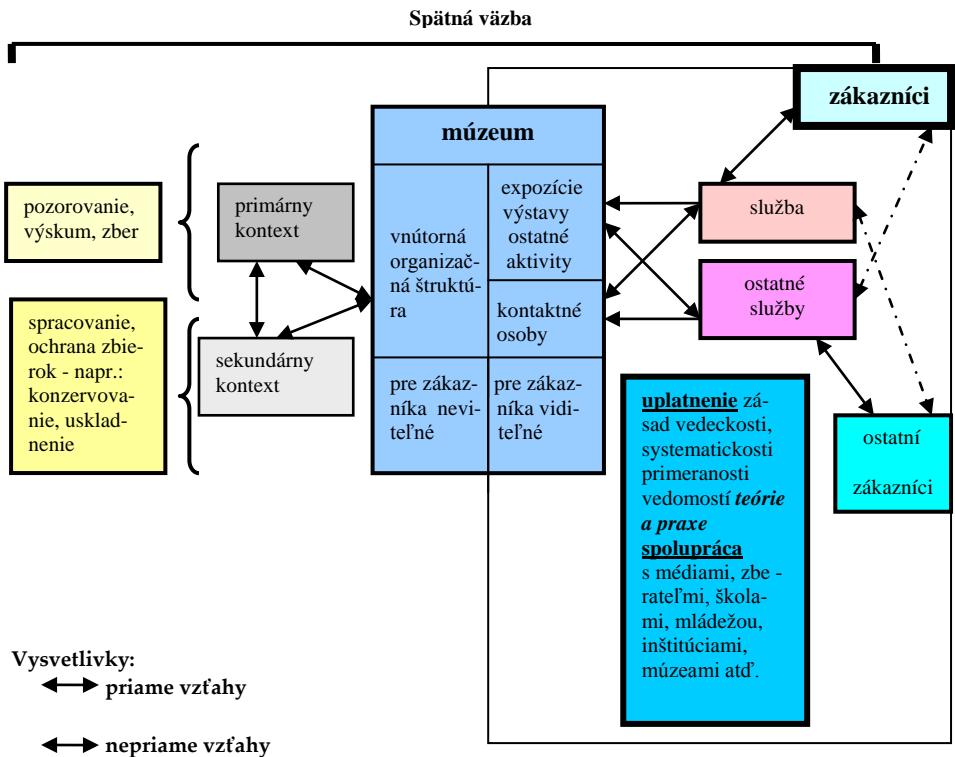 Spätná väzba
zákazníci
múzeum
pozorovanie,
výskum, zber
primárny
kontext
vnútorná
organizač-
ná štruktú-
ra
expozície
výstavy
ostatné
aktivity
kontaktné
osoby
služba
ostatné
služby
spracovanie,
ochrana zbie-
rok - napr.:
konzervova-
nie, usklad-
nenie
sekundárny
kontext
pre zákaz-
níka nevi-
teľné
pre zákaz-
níka vidi-
teľné
uplatnenie zá-
sad vedeckosti,
systematickosti
primeranosti
vedomostí teórie
a praxe
spolupráca
s médiami, zbe -
rateľmi, škola-
mi, mládežou,
inštitúciami,
múzeami atď.
ostatní
zákazníci
Vysvetlivky:
priame vzťahy
nepriame vzťahy